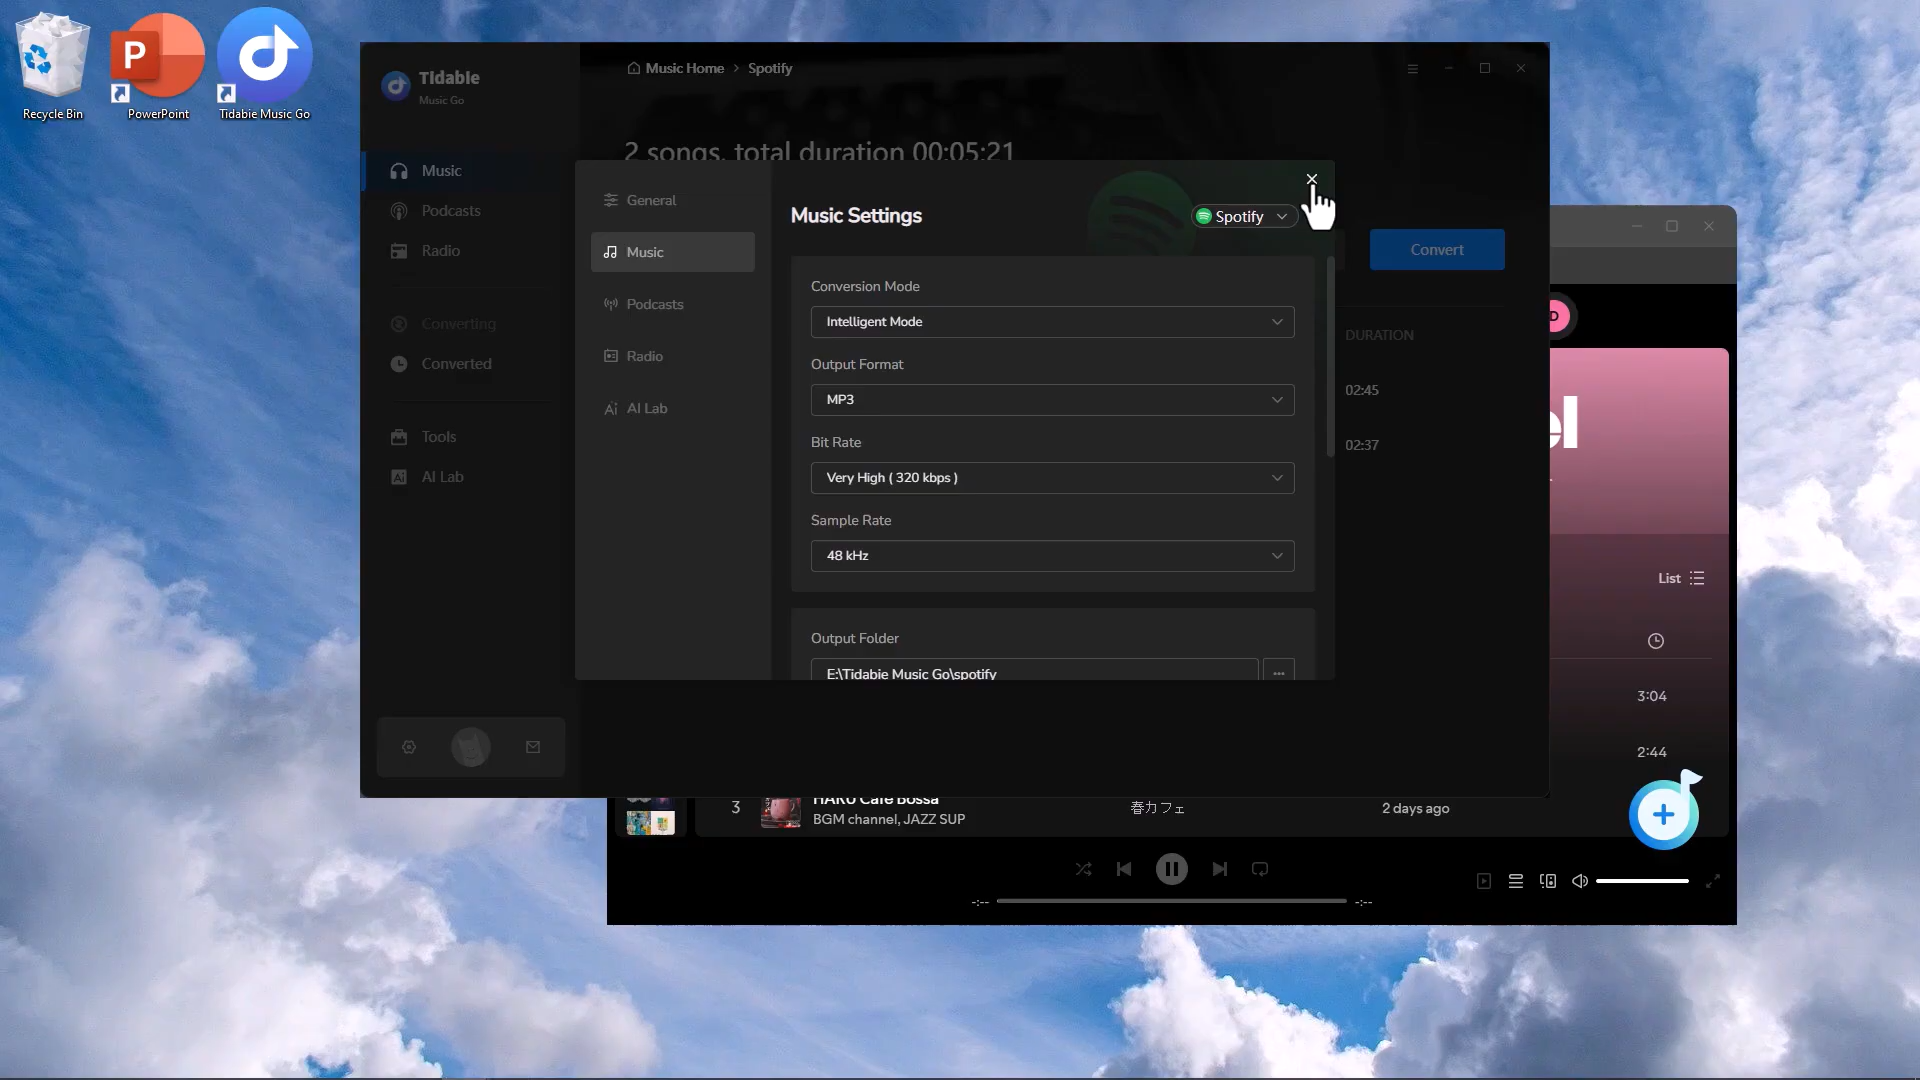 Recycle Bin
PowerPoint
Tidabie Music Go
Tidable
Music Go
Music
Podcasts
Radio
Converting
Converted
Tools
AI Lab
Music Home > Spotify
2 songs, total duration 00:05:21
Convert
DURATION
02:45
02:37
General
Music
Podcasts
Radio
AI Lab
Music Settings
Spotify
Conversion Mode
Intelligent Mode
Output Format
MP3
Bit Rate
Very High ( 320 kbps )
Sample Rate
48 kHz
Output Folder
E:\Tidabie Music Go\spotify
D
el
List
3:04
2:44
3
HARU Cafe Bossa
BGM channel, JAZZ SUP
春カフェ
2 days ago
-:--
-:--